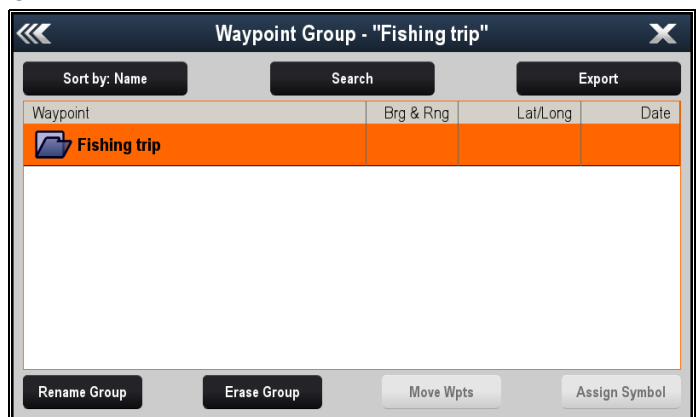 Waypoint Group - "Fishing trip"
Sort by: Name Search Export
Waypoint Brg & Rng Lat/Long Date
Fishing trip
Rename Group Erase Group Move Wpts Assign Symbol